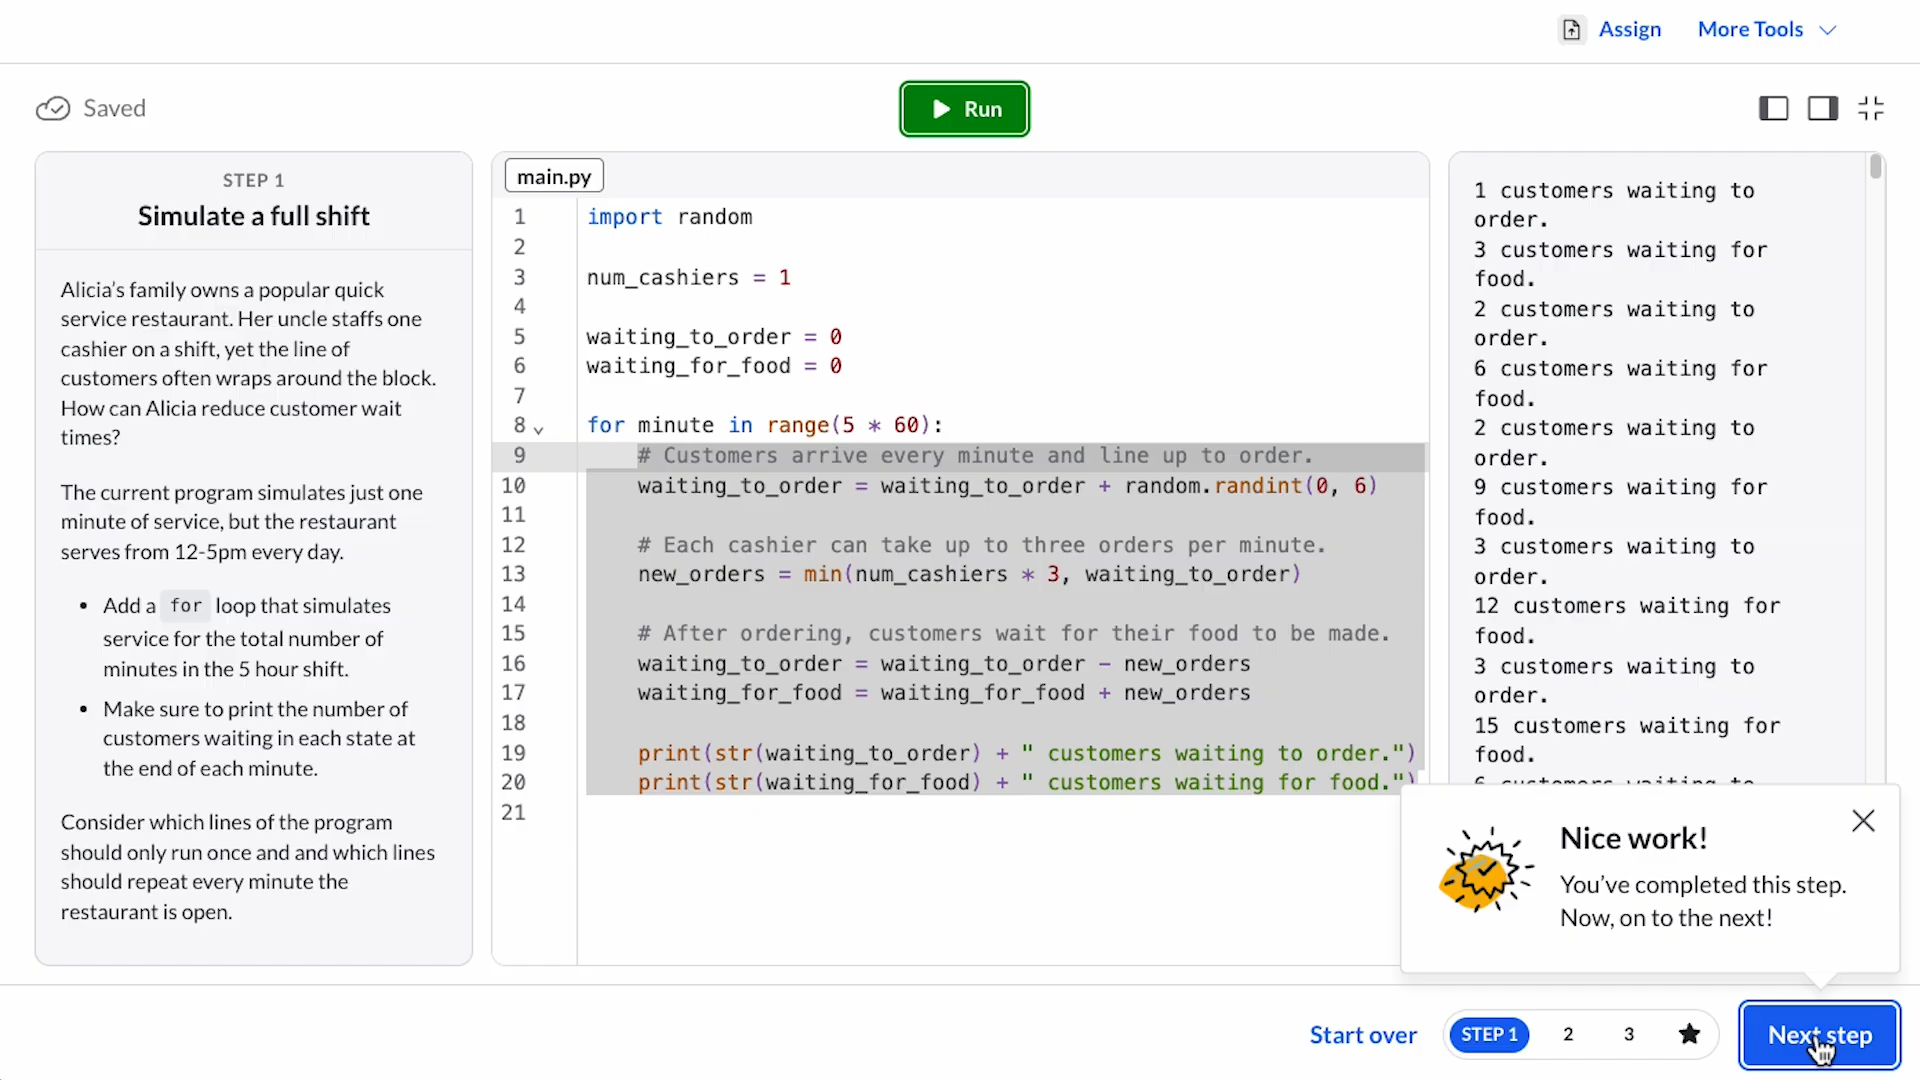 Assign
More Tools
Saved
Run
STEP 1
Simulate a full shift
Alicia's family owns a popular quick
service restaurant. Her uncle staffs one
cashier on a shift, yet the line of
customers often wraps around the block.
How can Alicia reduce customer wait
times?
The current program simulates just one
minute of service, but the restaurant
serves from 12-5pm every day.
• Add a for loop that simulates
service for the total number of
minutes in the 5 hour shift.
• Make sure to print the number of
customers waiting in each state at
the end of each minute.
Consider which lines of the program
should only run once and and which lines
should repeat every minute the
restaurant is open.
main.py
1 import random
2
3 num_cashiers = 1
4
5 waiting_to_order = 0
6 waiting_for_food = 0
7
8 for minute in range(5 * 60):
9 # Customers arrive every minute and line up to order.
10 waiting_to_order = waiting_to_order + random.randint(0, 6)
11
12 # Each cashier can take up to three orders per minute.
13 new_orders = min(num_cashiers * 3, waiting_to_order)
14
15 # After ordering, customers wait for their food to be made.
16 waiting_to_order = waiting_to_order - new_orders
17 waiting_for_food = waiting_for_food + new_orders
18
19 print(str(waiting_to_order) + " customers waiting to order.")
20 print(str(waiting_for_food) + " customers waiting for food.")
21
1 customers waiting to
order.
3 customers waiting for
food.
2 customers waiting to
order.
6 customers waiting for
food.
2 customers waiting to
order.
9 customers waiting for
food.
3 customers waiting to
order.
12 customers waiting for
food.
3 customers waiting to
order.
15 customers waiting for
food.
6 customers waiting to
Nice work!
You've completed this step.
Now, on to the next!
Start over
STEP 1
2
3
Next step